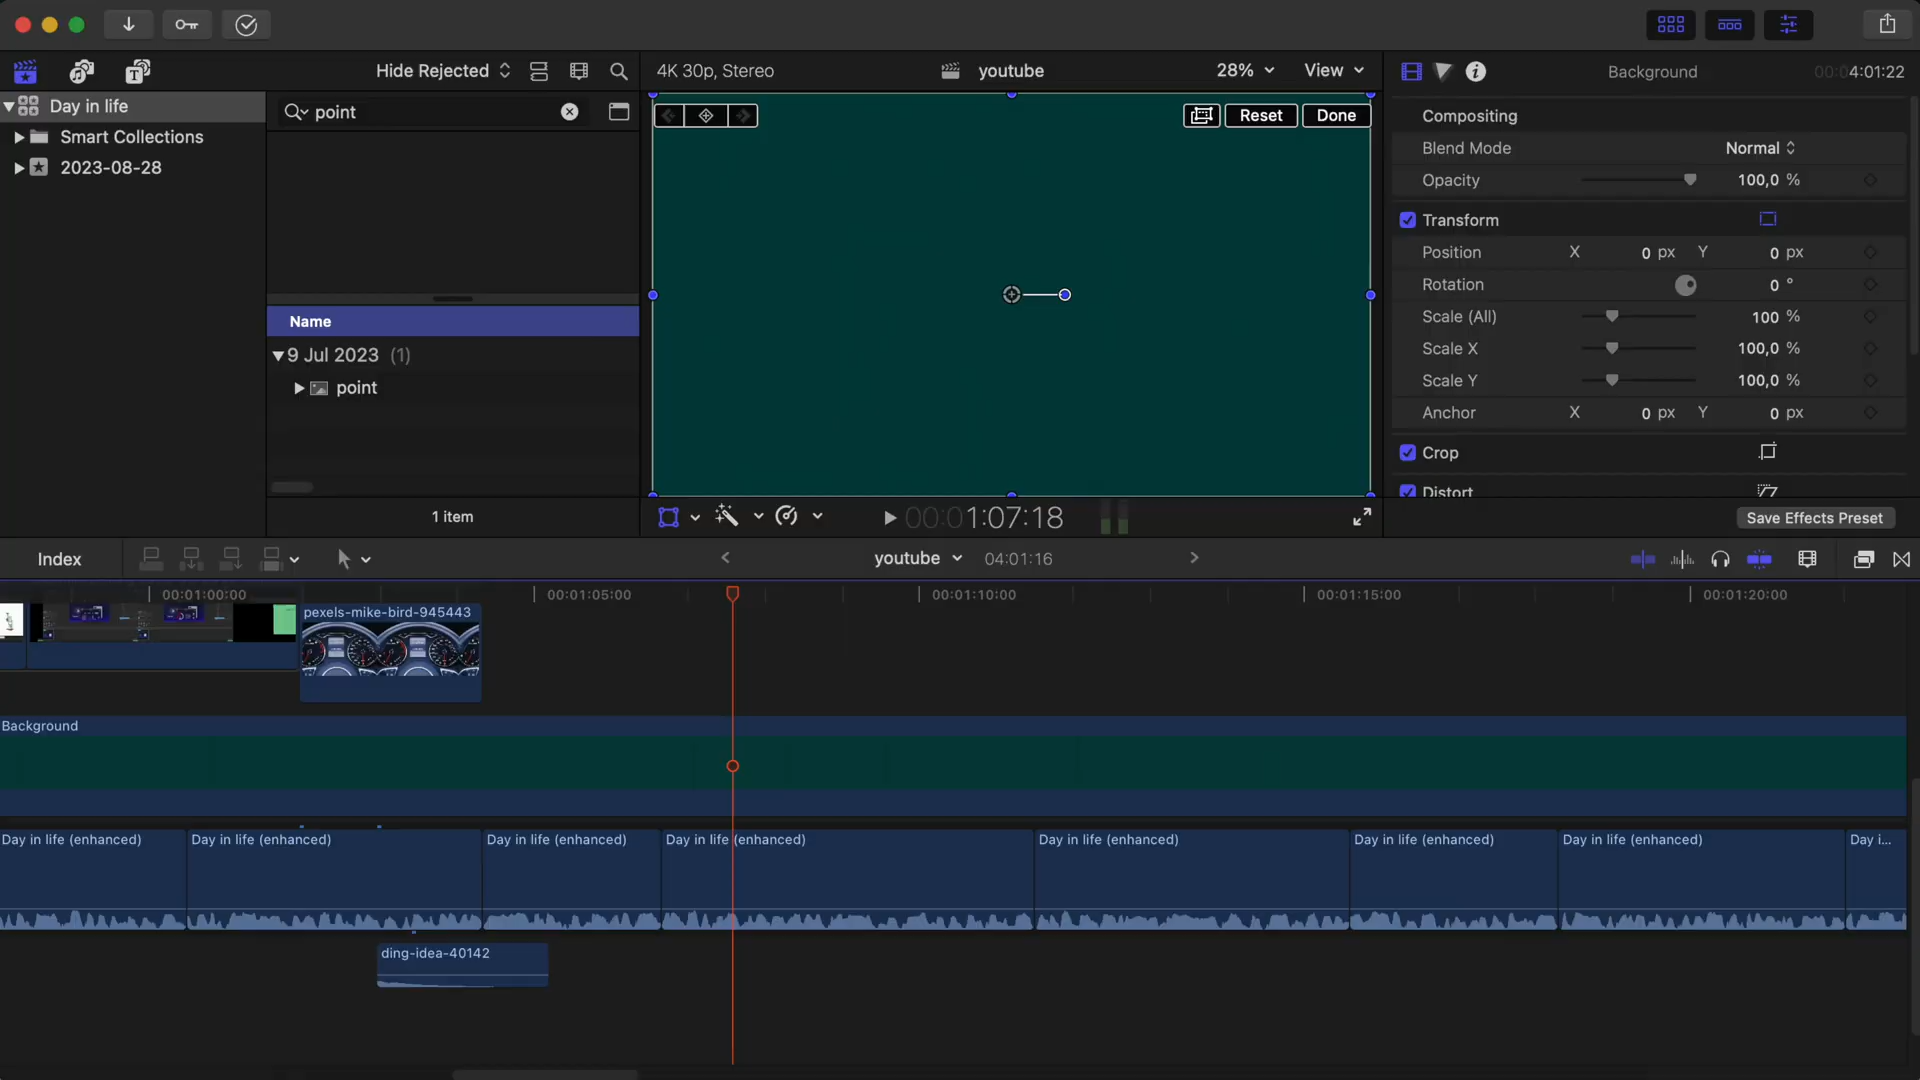 Hide Rejected
4K 30p, Stereo
youtube
28%
View
Background
00:04:01:22
Day in life
Smart Collections
2023-08-28
point
Name
9 Jul 2023 (1)
point
1 item
Reset
Done
00:01:07:18
Compositing
Blend Mode
Normal
Opacity
100,0 %
Transform
Position
X 0 px Y 0 px
Rotation
0 °
Scale (All)
100 %
Scale X
100,0 %
Scale Y
100,0 %
Anchor
X 0 px Y 0 px
Crop
Distort
Save Effects Preset
Index
youtube
04:01:16
00:01:00:00
00:01:05:00
00:01:10:00
00:01:15:00
00:01:20:00
pexels-mike-bird-945443
Background
Day in life (enhanced)
Day in life (enhanced)
Day in life (enhanced)
Day in life (enhanced)
Day in life (enhanced)
Day in life (enhanced)
Day in life (enhanced)
Day i...
ding-idea-40142